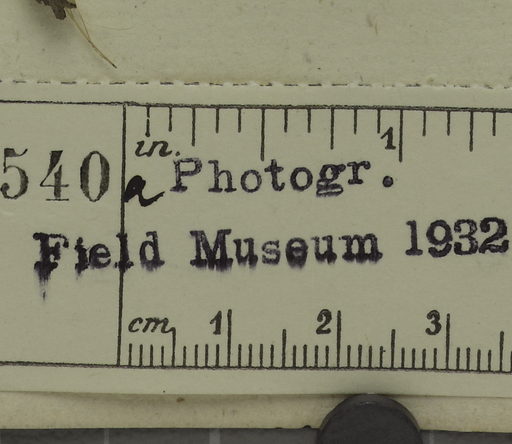 in. 1
540 a Photogr.
Field Museum 1932
cm 1 2 3